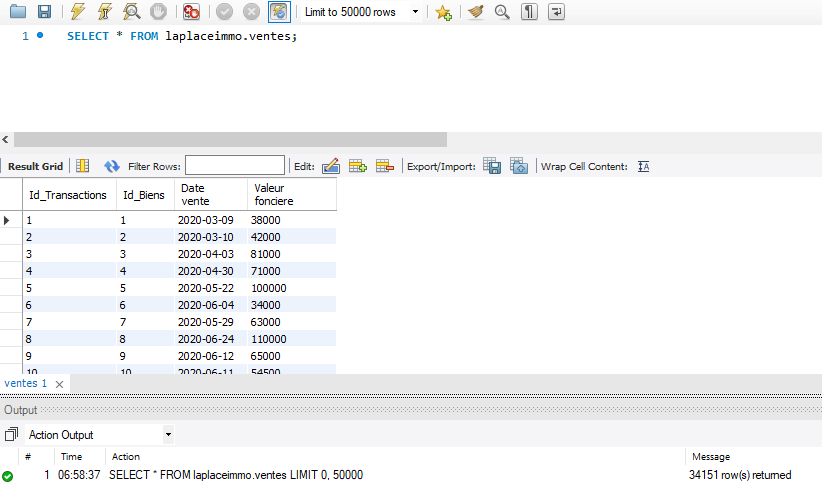 Limit to 50000 rows
1 SELECT * FROM laplaceimmo.ventes;
Result Grid Filter Rows: Edit: Export/Import: Wrap Cell Content:
Id_Transactions Id_Biens Date vente Valeur fonciere
1 1 2020-03-09 38000
2 2 2020-03-10 42000
3 3 2020-04-03 81000
4 4 2020-04-30 71000
5 5 2020-05-22 100000
6 6 2020-06-04 34000
7 7 2020-05-29 63000
8 8 2020-06-24 110000
9 9 2020-06-12 65000
10 10 2020-06-11 54500
ventes 1
Output
Action Output
# Time Action Message
1 06:58:37 SELECT * FROM laplaceimmo.ventes LIMIT 0, 50000 34151 row(s) returned